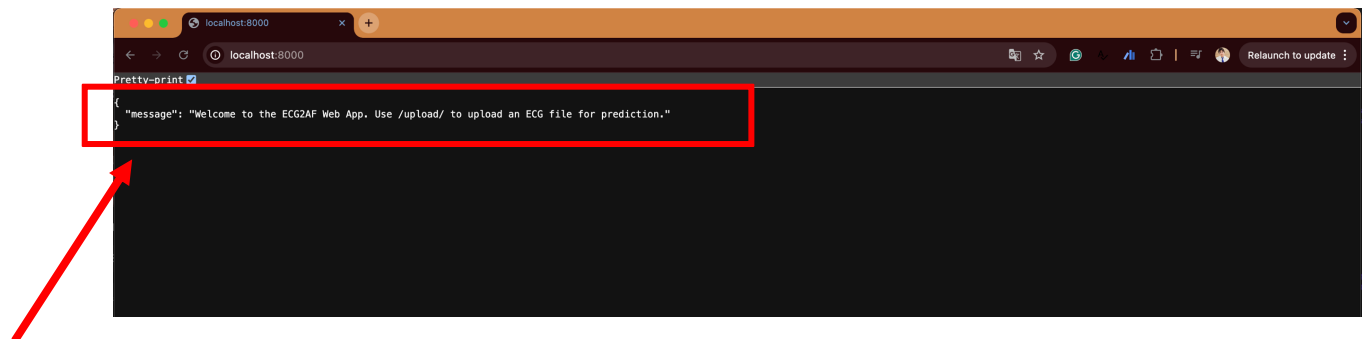 localhost:8000
localhost:8000
Relaunch to update
Pretty-print
{
"message": "Welcome to the ECG2AF Web App. Use /upload/ to upload an ECG file for prediction."
}